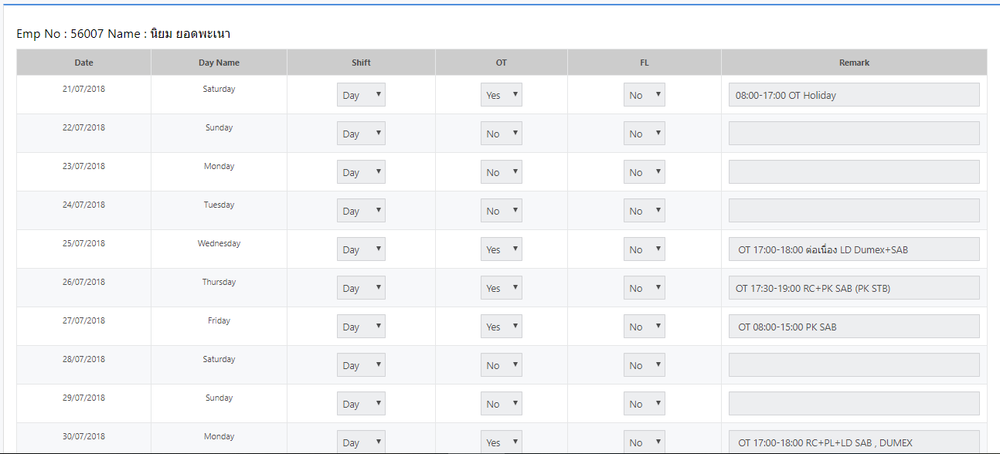 Emp No : 56007 Name : นิยม ยอดพะเนา
Date Day Name Shift OT FL Remark
21/07/2018 Saturday Day Yes No 08:00-17:00 OT Holiday
22/07/2018 Sunday Day No No
23/07/2018 Monday Day No No
24/07/2018 Tuesday Day No No
25/07/2018 Wednesday Day Yes No OT 17:00-18:00 ต่อเนื่อง LD Dumex+SAB
26/07/2018 Thursday Day Yes No OT 17:30-19:00 RC+PK SAB (PK STB)
27/07/2018 Friday Day Yes No OT 08:00-15:00 PK SAB
28/07/2018 Saturday Day No No
29/07/2018 Sunday Day No No
30/07/2018 Monday Day Yes No OT 17:00-18:00 RC+PL+LD SAB , DUMEX